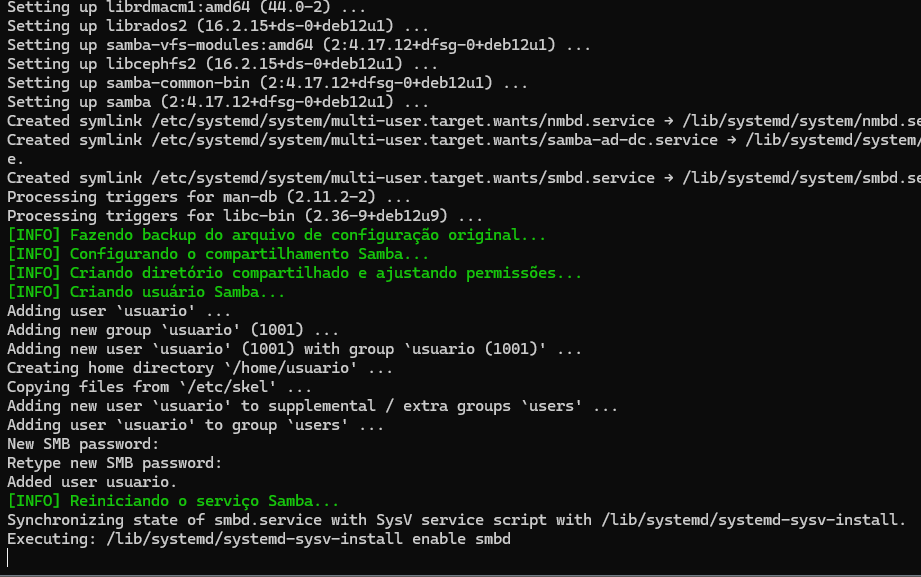 Setting up librdmacm1:amd64 (44.0-2) ...
Setting up librados2 (16.2.15+ds-0+deb12u1) ...
Setting up samba-vfs-modules:amd64 (2:4.17.12+dfsg-0+deb12u1) ...
Setting up libcephfs2 (16.2.15+ds-0+deb12u1) ...
Setting up samba-common-bin (2:4.17.12+dfsg-0+deb12u1) ...
Setting up samba (2:4.17.12+dfsg-0+deb12u1) ...
Created symlink /etc/systemd/system/multi-user.target.wants/nmbd.service → /lib/systemd/system/nmbd.se
Created symlink /etc/systemd/system/multi-user.target.wants/samba-ad-dc.service → /lib/systemd/system/
e.
Created symlink /etc/systemd/system/multi-user.target.wants/smbd.service → /lib/systemd/system/smbd.se
Processing triggers for man-db (2.11.2-2) ...
Processing triggers for libc-bin (2.36-9+deb12u9) ...
[INFO] Fazendo backup do arquivo de configuração original...
[INFO] Configurando o compartilhamento Samba...
[INFO] Criando diretório compartilhado e ajustando permissões...
[INFO] Criando usuário Samba...
Adding user `usuario' ...
Adding new group `usuario' (1001) ...
Adding new user `usuario' (1001) with group `usuario (1001)' ...
Creating home directory `/home/usuario' ...
Copying files from `/etc/skel' ...
Adding new user `usuario' to supplemental / extra groups `users' ...
Adding user `usuario' to group `users' ...
New SMB password:
Retype new SMB password:
Added user usuario.
[INFO] Reiniciando o serviço Samba...
Synchronizing state of smbd.service with SysV service script with /lib/systemd/systemd-sysv-install.
Executing: /lib/systemd/systemd-sysv-install enable smbd